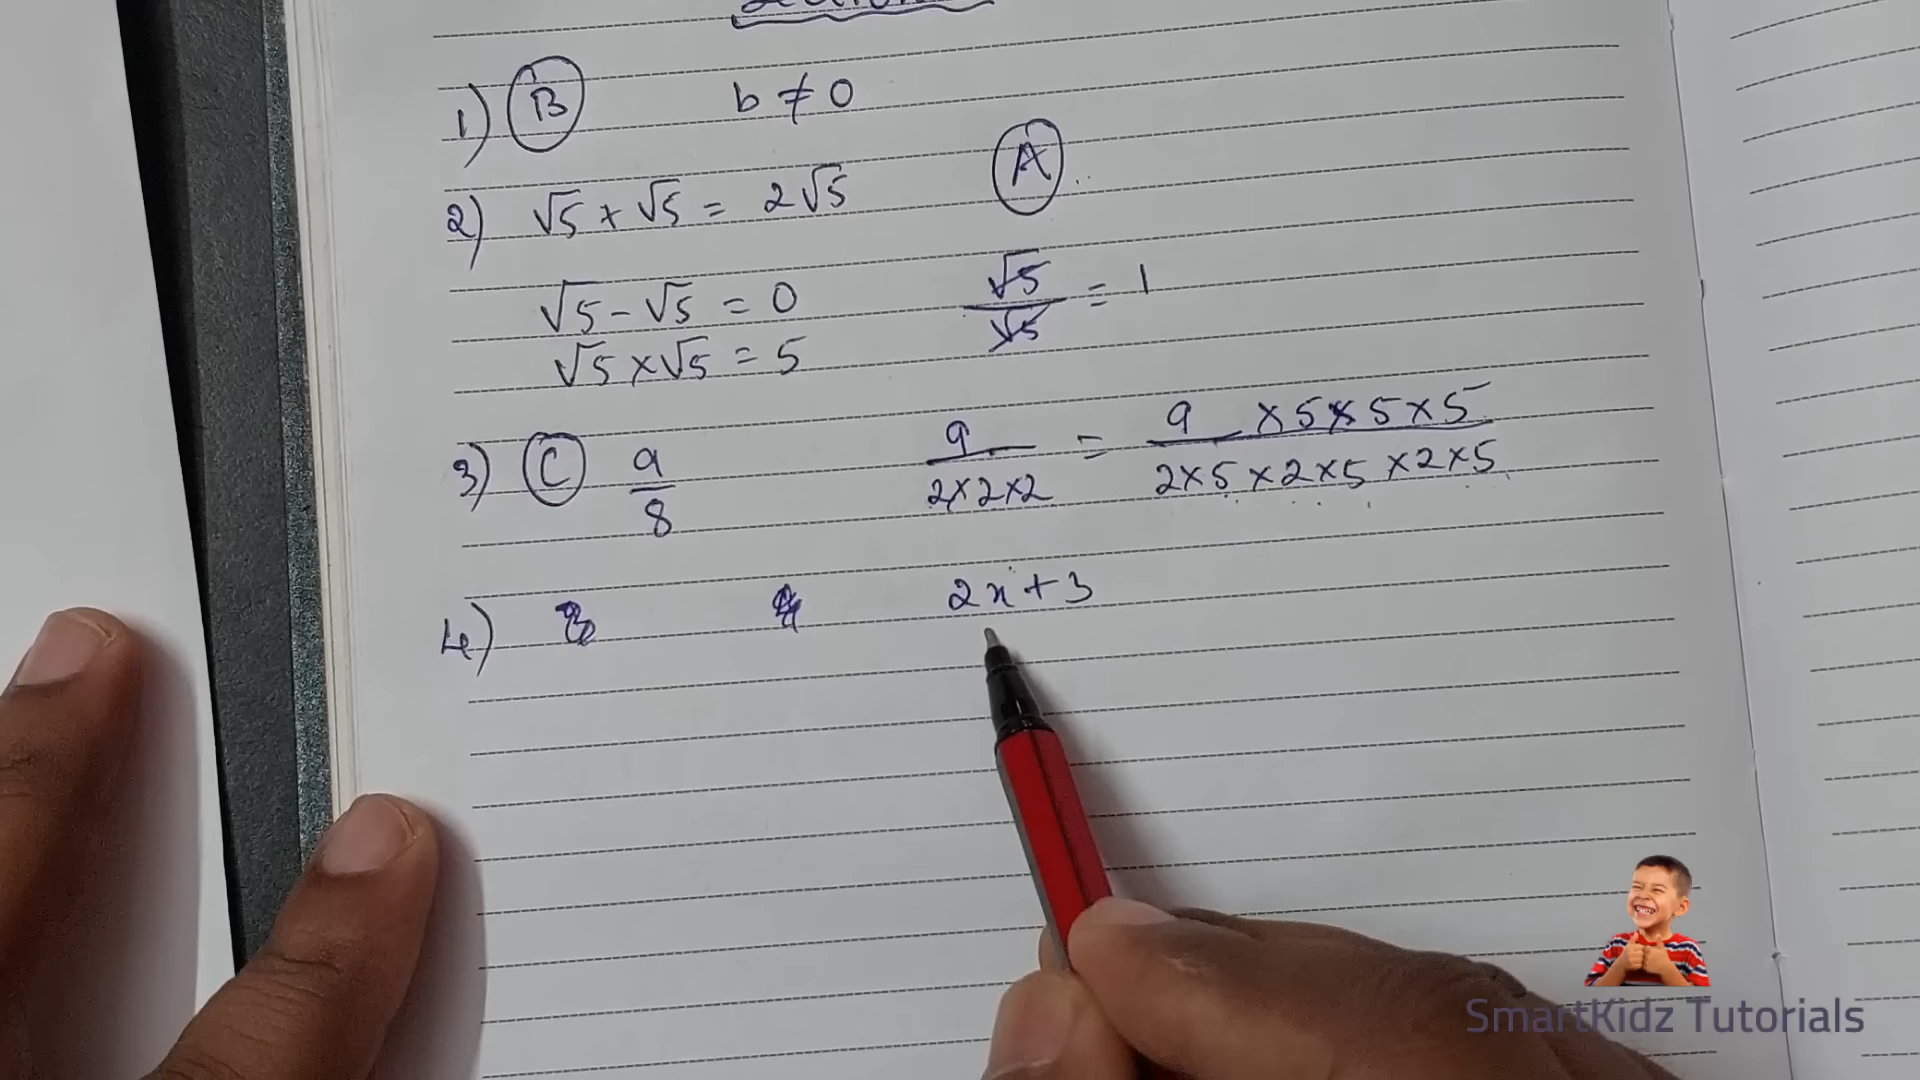 1) B b ≠ 0
2) √5 + √5 = 2√5 A
√5 - √5 = 0 √5/√5 = 1
√5 × √5 = 5
3) C 9/8 9/(2×2×2) = (9 × 5 × 5 × 5)/(2×5 × 2×5 × 2×5)
4) 2x + 3
SmartKidz Tutorials